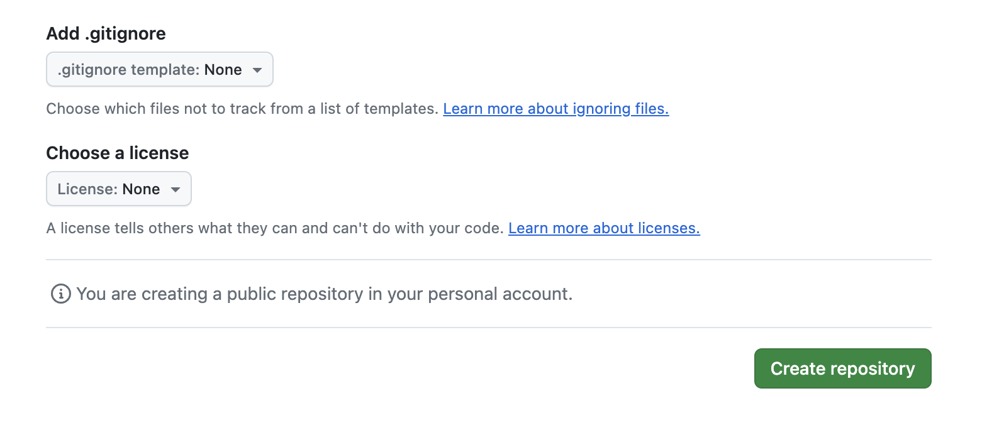 Add .gitignore
.gitignore template: None
Choose which files not to track from a list of templates. Learn more about ignoring files.
Choose a license
License: None
A license tells others what they can and can't do with your code. Learn more about licenses.
You are creating a public repository in your personal account.
Create repository